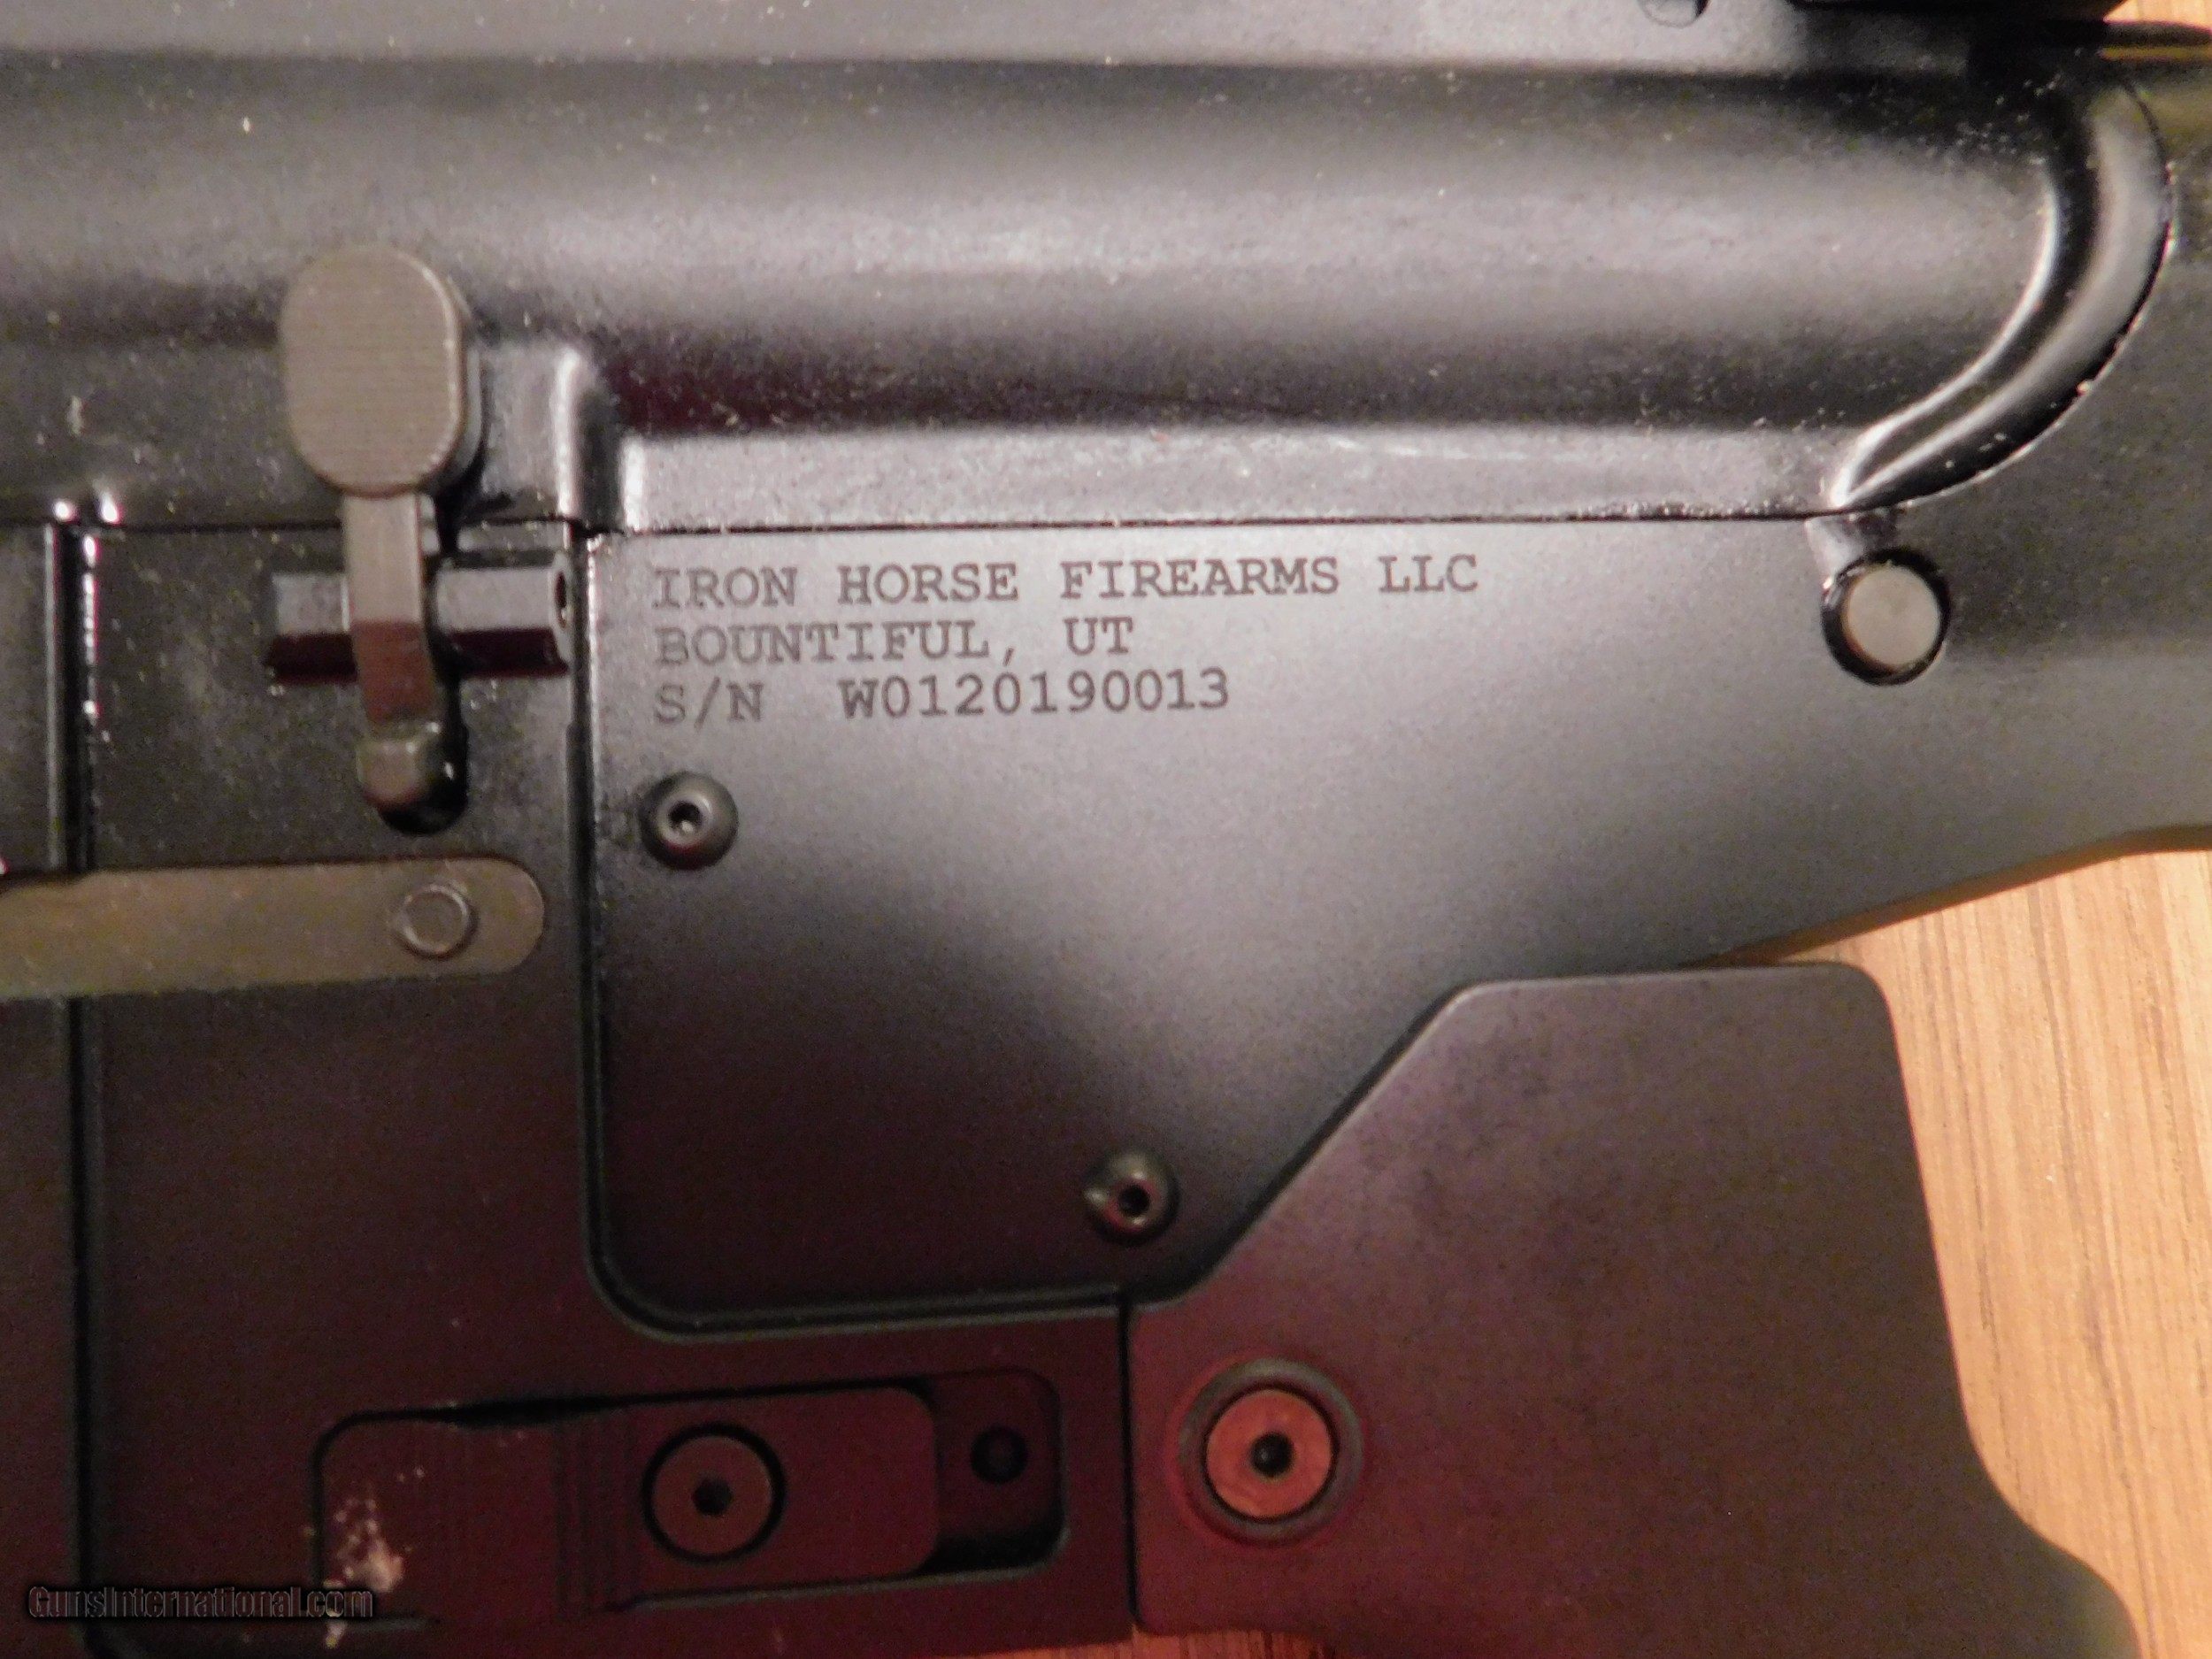 IRON HORSE FIREARMS LLC
BOUNTIFUL, UT
S/N W0120190013
GunsInternational.com